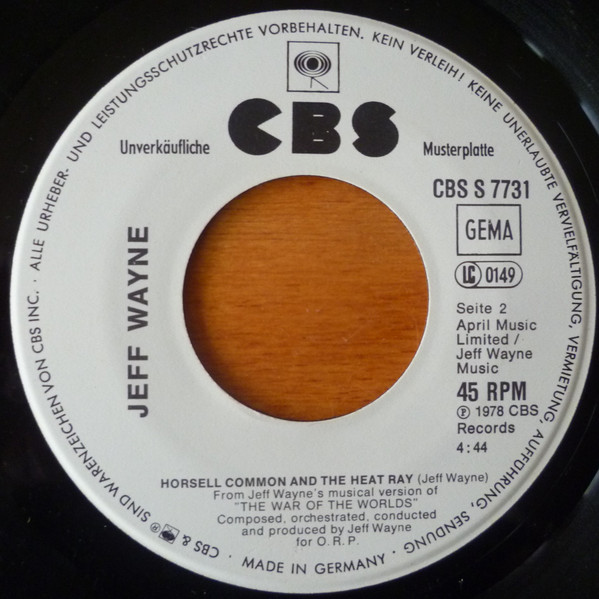 ALLE URHEBER- UND LEISTUNGSSCHUTZRECHTE VORBEHALTEN. KEIN VERLEIH! KEINE UNERLAUBTE VERVIELFÄLTIGUNG, VERMIETUNG, AUFFÜHRUNG, SENDUNG
CBS
Unverkäufliche
Musterplatte
CBS S 7731
GEMA
LC 0149
JEFF WAYNE
Seite 2
April Music
Limited /
Jeff Wayne
Music
45 RPM
℗ 1978 CBS
Records
4:44
HORSELL COMMON AND THE HEAT RAY (Jeff Wayne)
From Jeff Wayne's musical version of
"THE WAR OF THE WORLDS"
Composed, orchestrated, conducted
and produced by Jeff Wayne
for O.R.P.
· MADE IN GERMANY ·
CBS & ® SIND WARENZEICHEN VON CBS INC. ·